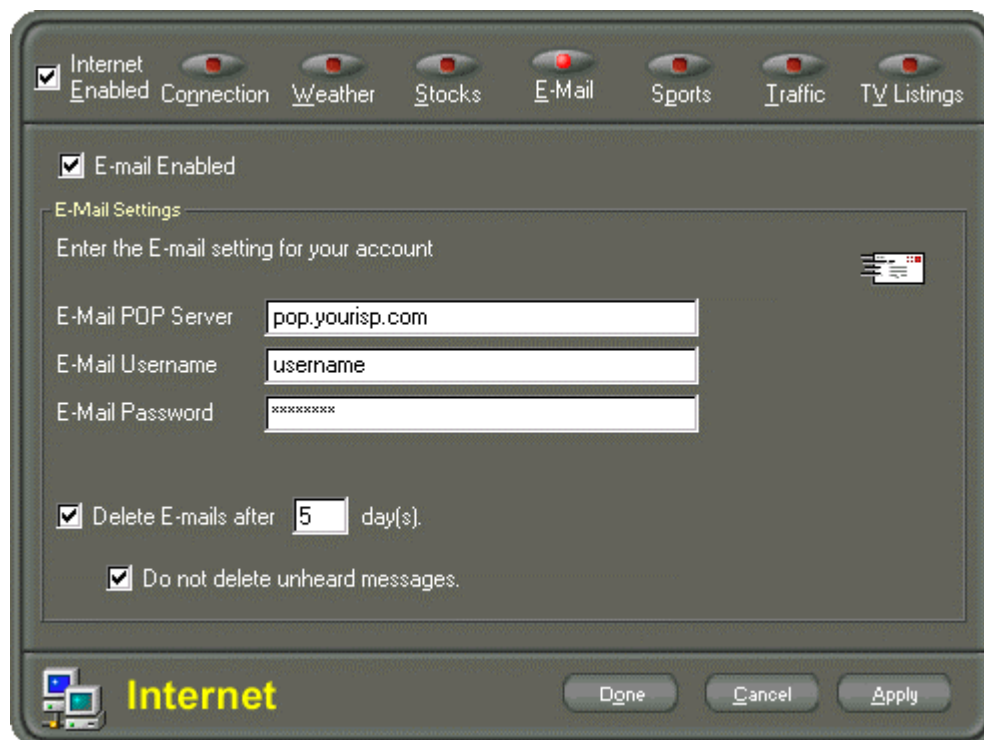 Internet
Enabled
Connection Weather Stocks E-Mail Sports Traffic TV Listings
E-mail Enabled
E-Mail Settings
Enter the E-mail setting for your account
E-Mail POP Server pop.yourisp.com
E-Mail Username username
E-Mail Password ********
Delete E-mails after 5 day(s).
Do not delete unheard messages.
Internet Done Cancel Apply